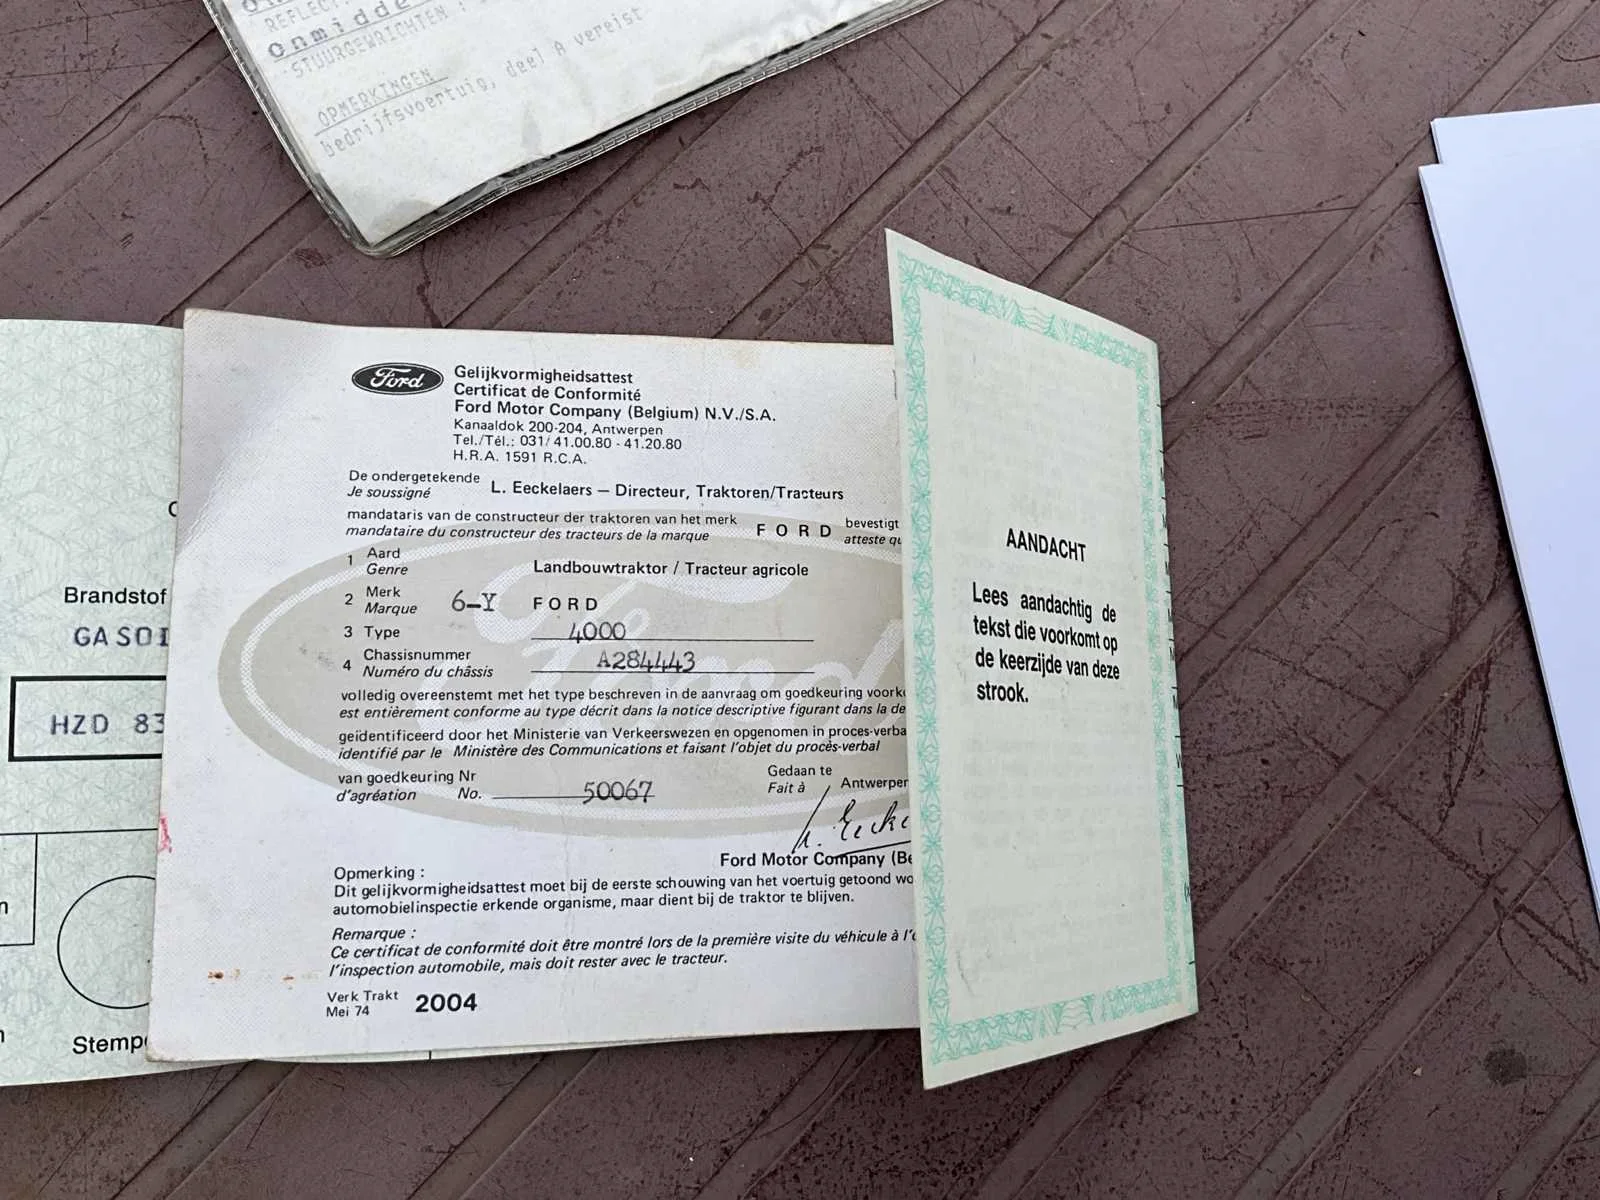 REFLECT
Onmidde
STUURGEWRICHTEN :
OPMERKINGEN
bedrijfsvoertuig, deel A vereist
Brandstof
GASOI
HZD 83
Stemp
Ford
Gelijkvormigheidsattest
Certificat de Conformité
Ford Motor Company (Belgium) N.V./S.A.
Kanaaldok 200-204, Antwerpen
Tel./Tél.: 031/ 41.00.80 - 41.20.80
H.R.A. 1591 R.C.A.
De ondergetekende
Je soussigné
L. Eeckelaers – Directeur, Traktoren/Tracteurs
mandataris van de constructeur der traktoren van het merk
mandataire du constructeur des tracteurs de la marque
FORD
bevestigt
atteste qu
1 Aard
Genre
Landbouwtraktor / Tracteur agricole
2 Merk
Marque
6-Y FORD
3 Type 4000
4 Chassisnummer
Numéro du châssis
A284443
volledig overeenstemt met het type beschreven in de aanvraag om goedkeuring voorko
est entièrement conforme au type décrit dans la notice descriptive figurant dans la de
geïdentificeerd door het Ministerie van Verkeerswezen en opgenomen in proces-verba
identifié par le Ministère des Communications et faisant l'objet du procès-verbal
van goedkeuring Nr
d'agréation No. 50067
Gedaan te
Fait à
Antwerpen
Ford Motor Company (Be
Opmerking :
Dit gelijkvormigheidsattest moet bij de eerste schouwing van het voertuig getoond wo
automobielinspectie erkende organisme, maar dient bij de traktor te blijven.
Remarque :
Ce certificat de conformité doit être montré lors de la première visite du véhicule à l'o
l'inspection automobile, mais doit rester avec le tracteur.
Verk Trakt
Mei 74
2004
AANDACHT
Lees aandachtig de
tekst die voorkomt op
de keerzijde van deze
strook.